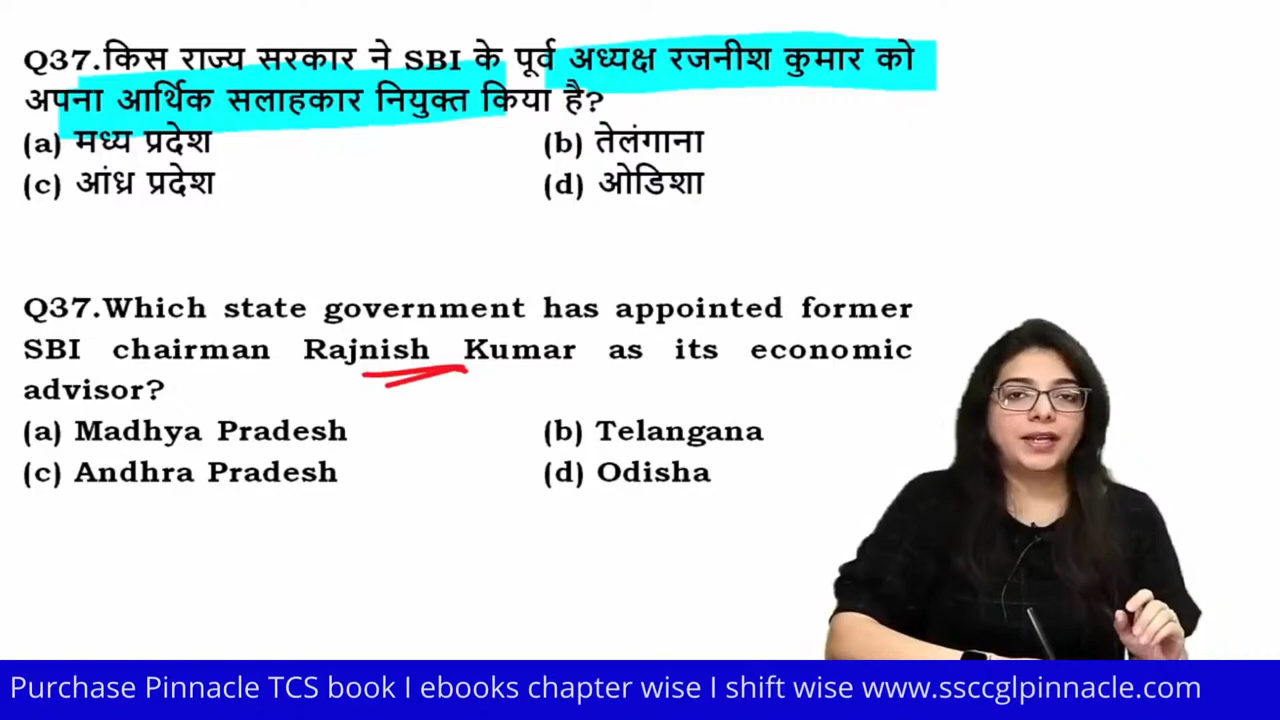 Q37.किस राज्य सरकार ने SBI के पूर्व अध्यक्ष रजनीश कुमार को
अपना आर्थिक सलाहकार नियुक्त किया है?
(a) मध्य प्रदेश (b) तेलंगाना
(c) आंध्र प्रदेश (d) ओडिशा
Q37.Which state government has appointed former
SBI chairman Rajnish Kumar as its economic
advisor?
(a) Madhya Pradesh (b) Telangana
(c) Andhra Pradesh (d) Odisha
Purchase Pinnacle TCS book I ebooks chapter wise I shift wise www.ssccglpinnacle.com